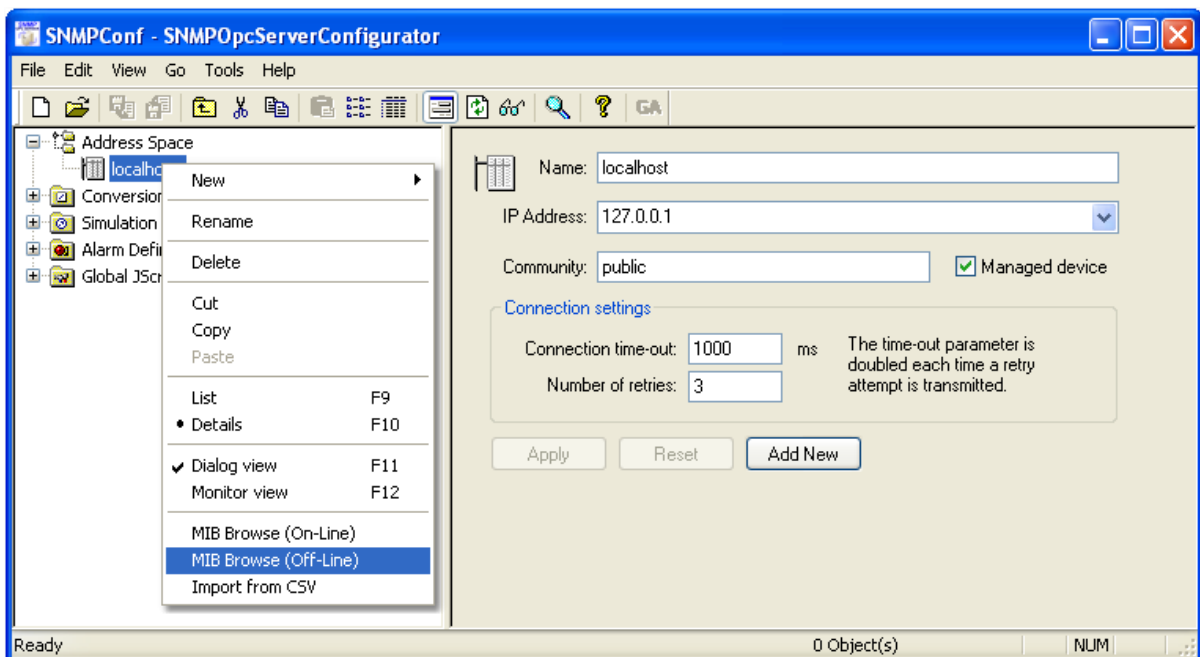 SNMPConf - SNMPOpcServerConfigurator
File Edit View Go Tools Help
GA
Address Space
localho
Conversion
Simulation
Alarm Defi
Global JScr
New
Rename
Delete
Cut
Copy
Paste
List F9
Details F10
Dialog view F11
Monitor view F12
MIB Browse (On-Line)
MIB Browse (Off-Line)
Import from CSV
Name: localhost
IP Address: 127.0.0.1
Community: public Managed device
Connection settings
Connection time-out: 1000 ms
Number of retries: 3
The time-out parameter is
doubled each time a retry
attempt is transmitted.
Apply Reset Add New
Ready 0 Object(s) NUM